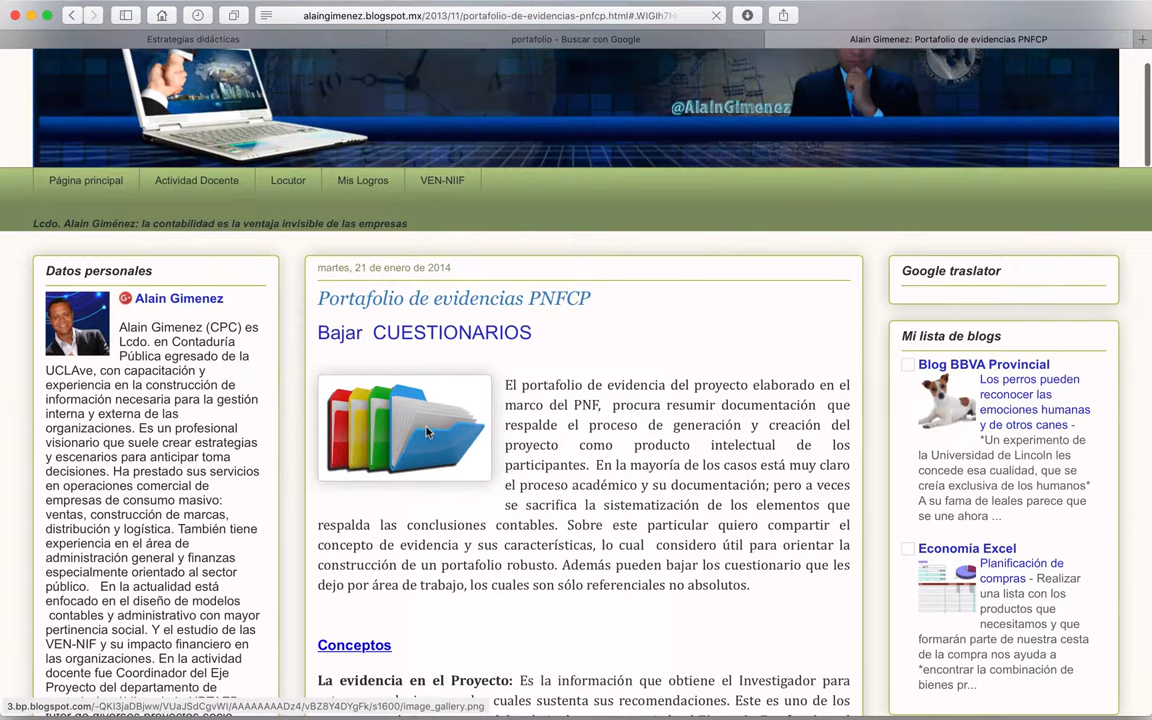 alaingimenez.blogspot.mx/2013/11/portafolio-de-evidencias-pnfcp.html#.WIGIh7H
Estrategias didácticas
portafolio - Buscar con Google
Alain Gimenez: Portafolio de evidencias PNFCP
@AlainGimenez
Página principal
Actividad Docente
Locutor
Mis Logros
VEN-NIIF
Lcdo. Alain Giménez: la contabilidad es la ventaja invisible de las empresas
Datos personales
Alain Gimenez
Alain Gimenez (CPC) es
Lcdo. en Contaduría
Pública egresado de la
UCLAve, con capacitación y
experiencia en la construcción de
información necesaria para la gestión
interna y externa de las
organizaciones. Es un profesional
visionario que suele crear estrategias
y escenarios para anticipar toma
decisiones. Ha prestado sus servicios
en operaciones comercial de
empresas de consumo masivo:
ventas, construcción de marcas,
distribución y logística. También tiene
experiencia en el área de
administración general y finanzas
especialmente orientado al sector
público. En la actualidad está
enfocado en el diseño de modelos
contables y administrativo con mayor
pertinencia social. Y el estudio de las
VEN-NIF y su impacto financiero en
las organizaciones. En la actividad
docente fue Coordinador del Eje
Proyecto del departamento de
martes, 21 de enero de 2014
Portafolio de evidencias PNFCP
Bajar CUESTIONARIOS
El portafolio de evidencia del proyecto elaborado en el
marco del PNF, procura resumir documentación que
respalde el proceso de generación y creación del
proyecto como producto intelectual de los
participantes. En la mayoría de los casos está muy claro
el proceso académico y su documentación; pero a veces
se sacrifica la sistematización de los elementos que
respalda las conclusiones contables. Sobre este particular quiero compartir el
concepto de evidencia y sus características, lo cual considero útil para orientar la
construcción de un portafolio robusto. Además pueden bajar los cuestionario que les
dejo por área de trabajo, los cuales son sólo referenciales no absolutos.
Conceptos
La evidencia en el Proyecto: Es la información que obtiene el Investigador para
cuales sustenta sus recomendaciones. Este es uno de los
Google traslator
Mi lista de blogs
Blog BBVA Provincial
Los perros pueden
reconocer las
emociones humanas
y de otros canes -
*Un experimento de
la Universidad de Lincoln les
concede esa cualidad, que se
creía exclusiva de los humanos*
A su fama de leales parece que
se une ahora ...
Economía Excel
Planificación de
compras - Realizar
una lista con los
productos que
necesitamos y que
formarán parte de nuestra cesta
de la compra nos ayuda a
*encontrar la combinación de
bienes pr...
3.bp.blogspot.com/-QKI3jaDBjww/VUaJSdCgvWI/AAAAAAAADz4/vBZ8Y4DYgFk/s1600/image_gallery.png